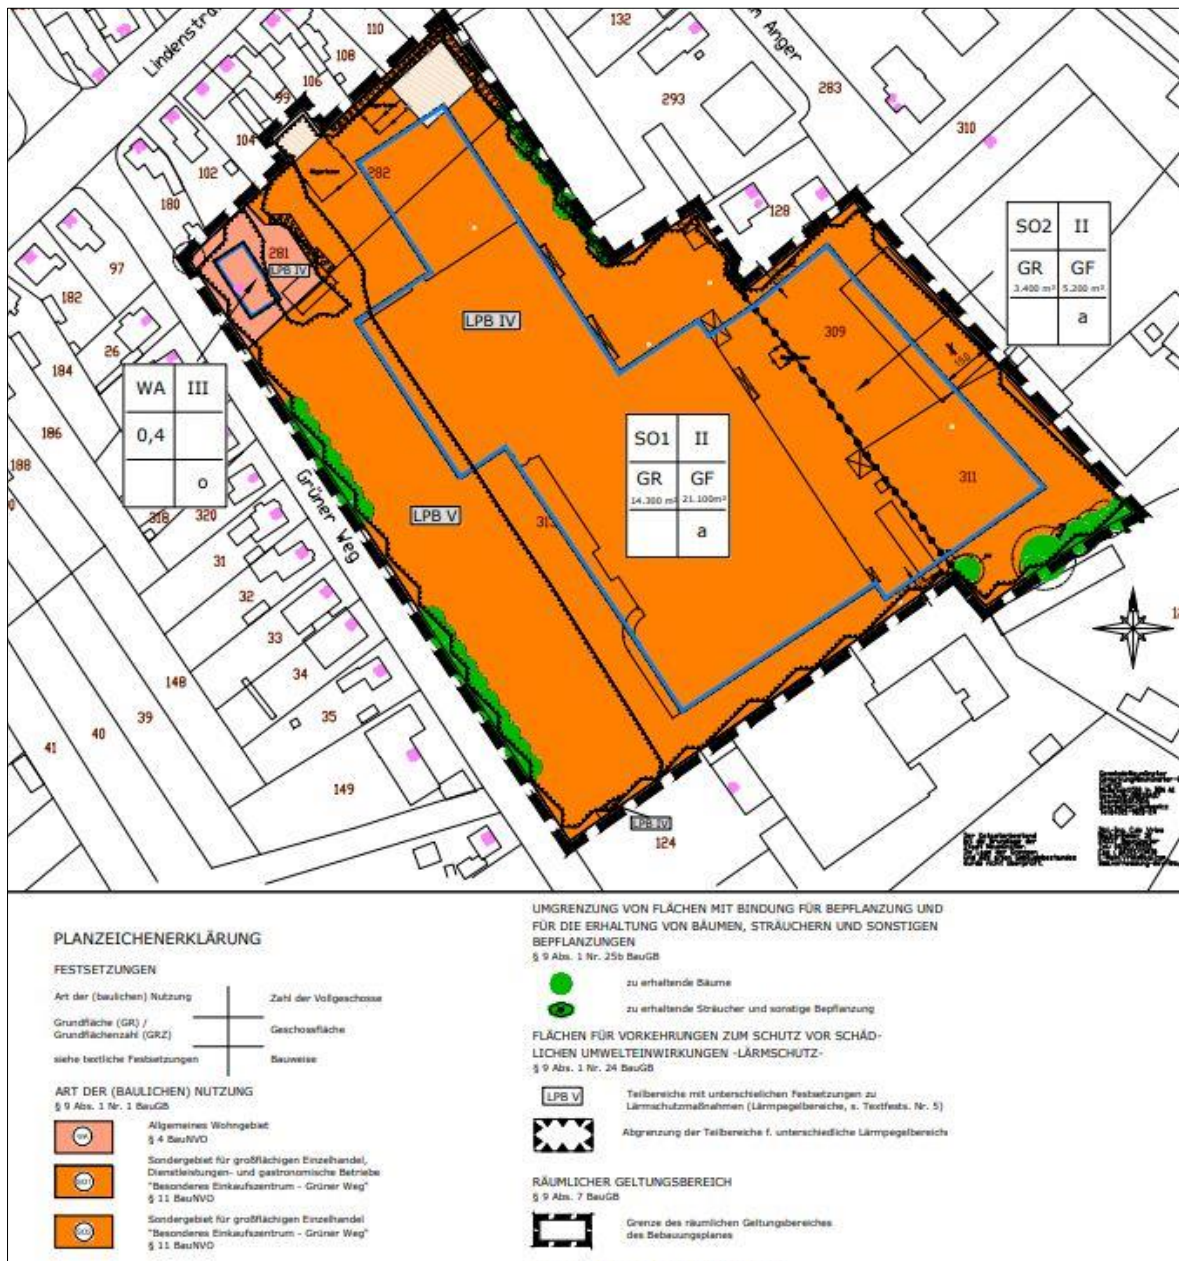 Lindenstra
110
108
106
99
104
102
180
97
182
26
184
186
188
132
m Anger
293
283
310
128
282
281
LPB IV
LPB IV
309
SO2 II
GR GF
3.400 m² 5.200 m²
a
WA III
0,4
o
SO1 II
GR GF
14.300 m² 21.100m²
a
LPB V
313
311
Grüner Weg
318
320
31
32
33
34
35
148
39
40
41
149
LPB IV
124
PLANZEICHENERKLÄRUNG
FESTSETZUNGEN
Art der (baulichen) Nutzung
Zahl der Vollgeschosse
Grundfläche (GR) /
Grundflächenzahl (GRZ)
Geschossfläche
siehe textliche Festsetzungen
Bauweise
ART DER (BAULICHEN) NUTZUNG
§ 9 Abs. 1 Nr. 1 BauGB
WA
Allgemeines Wohngebiet
§ 4 BauNVO
SO1
Sondergebiet für großflächigen Einzelhandel,
Dienstleistungen- und gastronomische Betriebe
"Besonderes Einkaufszentrum - Grüner Weg"
§ 11 BauNVO
SO2
Sondergebiet für großflächigen Einzelhandel
"Besonderes Einkaufszentrum - Grüner Weg"
§ 11 BauNVO
UMGRENZUNG VON FLÄCHEN MIT BINDUNG FÜR BEPFLANZUNG UND
FÜR DIE ERHALTUNG VON BÄUMEN, STRÄUCHERN UND SONSTIGEN
BEPFLANZUNGEN
§ 9 Abs. 1 Nr. 25b BauGB
zu erhaltende Bäume
zu erhaltende Sträucher und sonstige Bepflanzung
FLÄCHEN FÜR VORKEHRUNGEN ZUM SCHUTZ VOR SCHÄD-
LICHEN UMWELTEINWIRKUNGEN -LÄRMSCHUTZ-
§ 9 Abs. 1 Nr. 24 BauGB
LPB V
Teilbereiche mit unterschielichen Festsetzungen zu
Lärmschutzmaßnahmen (Lärmpegelbereiche, s. Textfests. Nr. 5)
Abgrenzung der Teilbereiche f. unterschiedliche Lärmpegelbereich
RÄUMLICHER GELTUNGSBEREICH
§ 9 Abs. 7 BauGB
Grenze des räumlichen Geltungsbereiches
des Bebauungsplanes